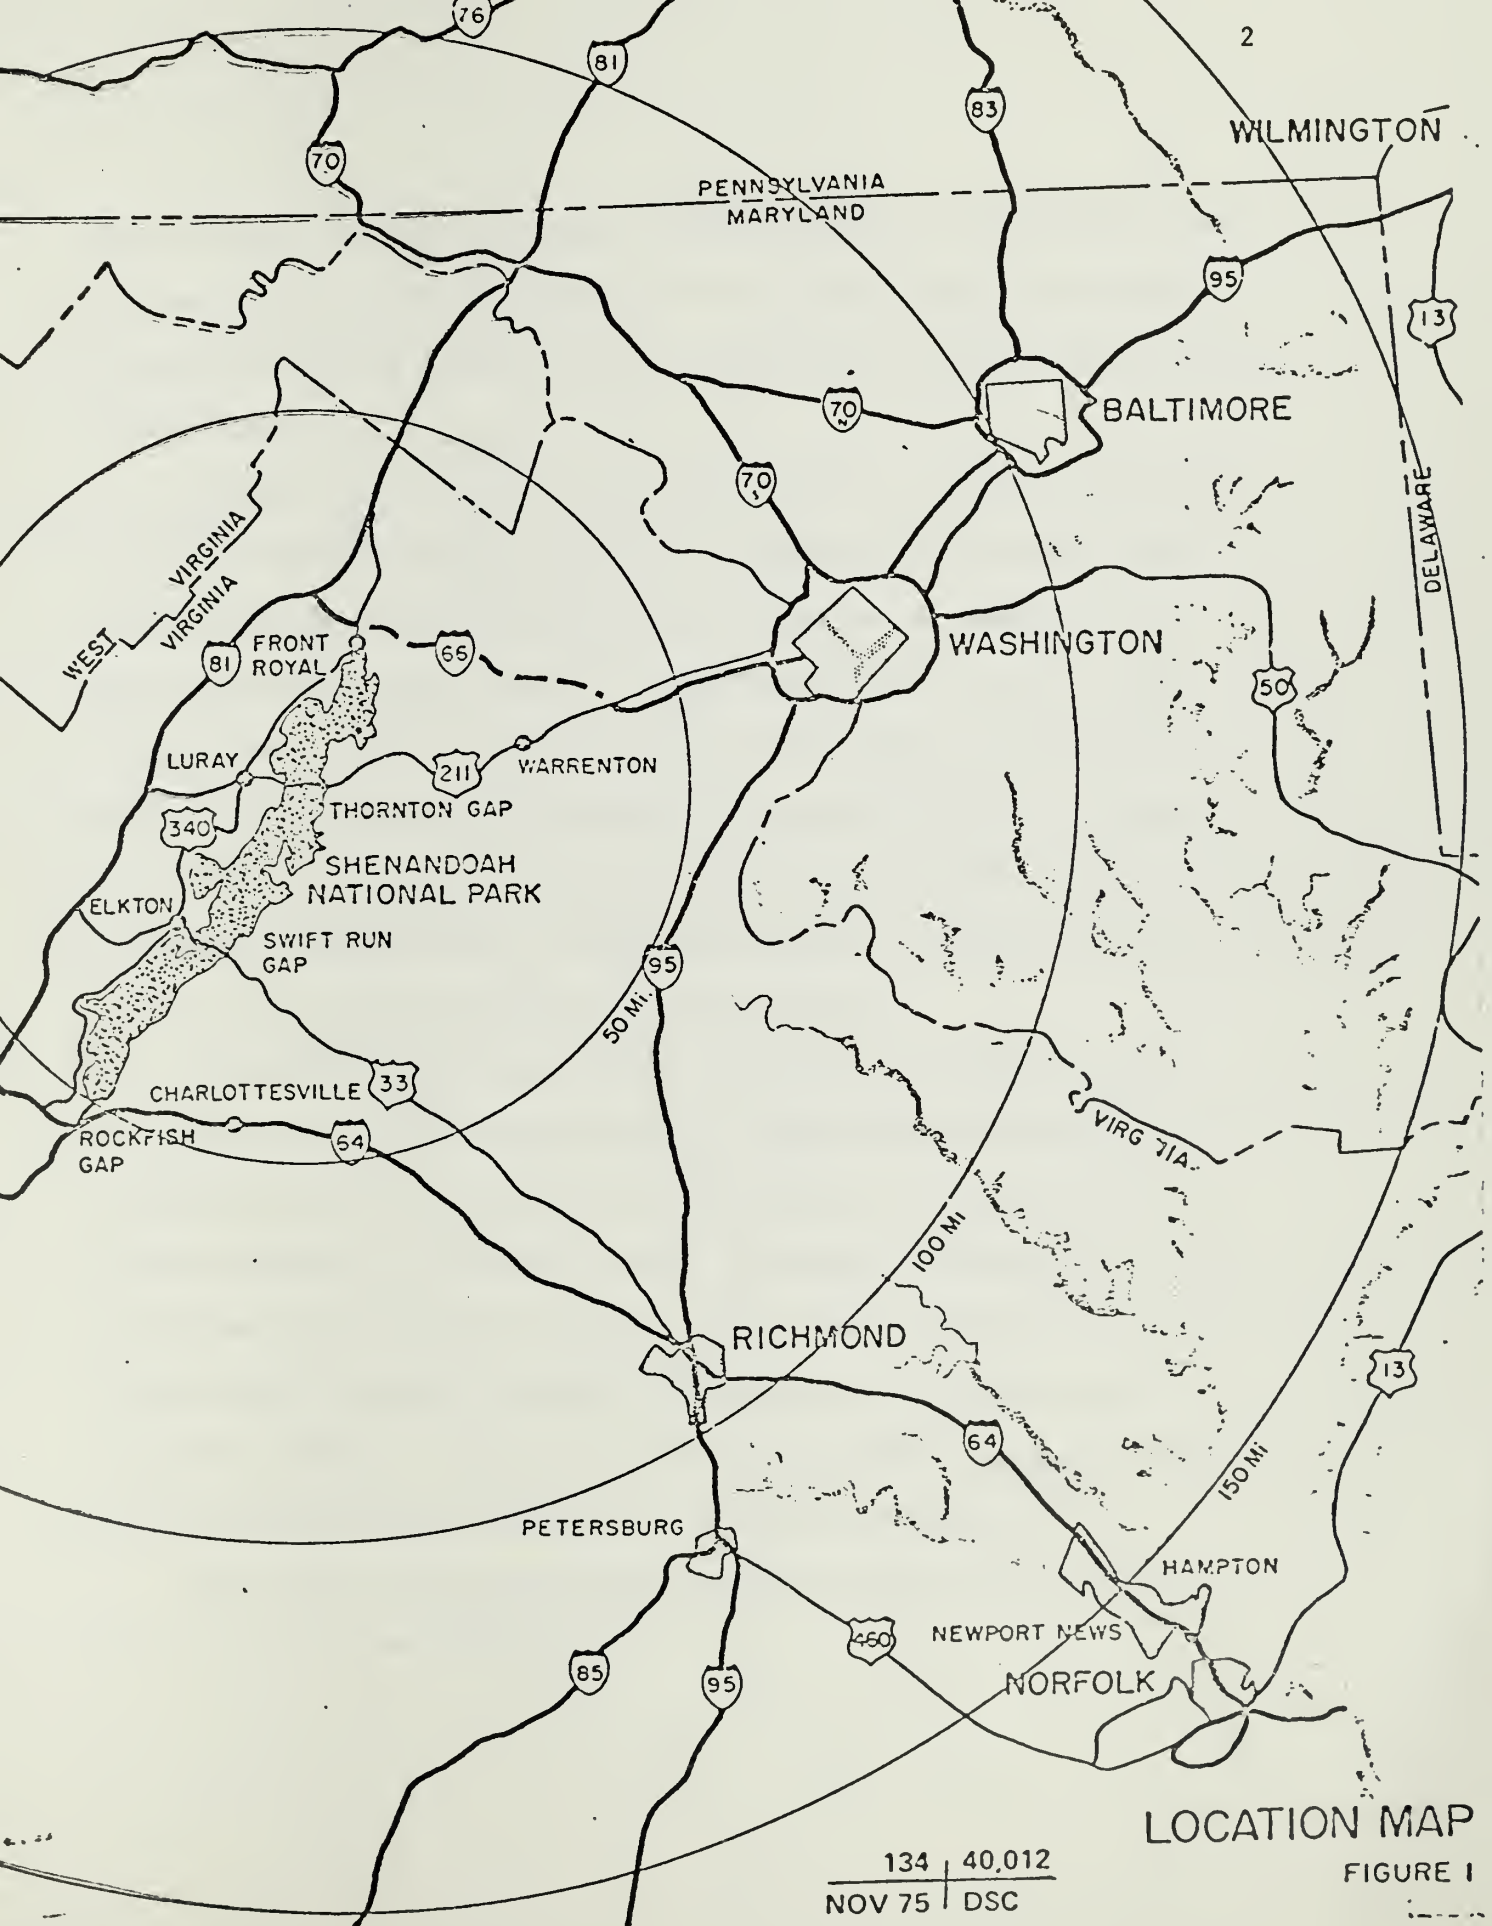 2
76
81
83
WILMINGTON
70
PENNSYLVANIA
MARYLAND
95
13
70
N
BALTIMORE
70
S
DELAWARE
VIRGINIA
WEST
VIRGINIA
FRONT
ROYAL
81
66
WASHINGTON
50
LURAY
211
WARRENTON
THORNTON GAP
340
SHENANDOAH
NATIONAL PARK
ELKTON
SWIFT RUN
GAP
95
50 Mi.
CHARLOTTESVILLE
33
ROCKFISH
GAP
64
VIRG
100 Mi
RICHMOND
13
64
150 Mi
PETERSBURG
HAMPTON
460
NEWPORT NEWS
85
95
NORFOLK
LOCATION MAP
134 40,012
FIGURE 1
NOV 75 DSC